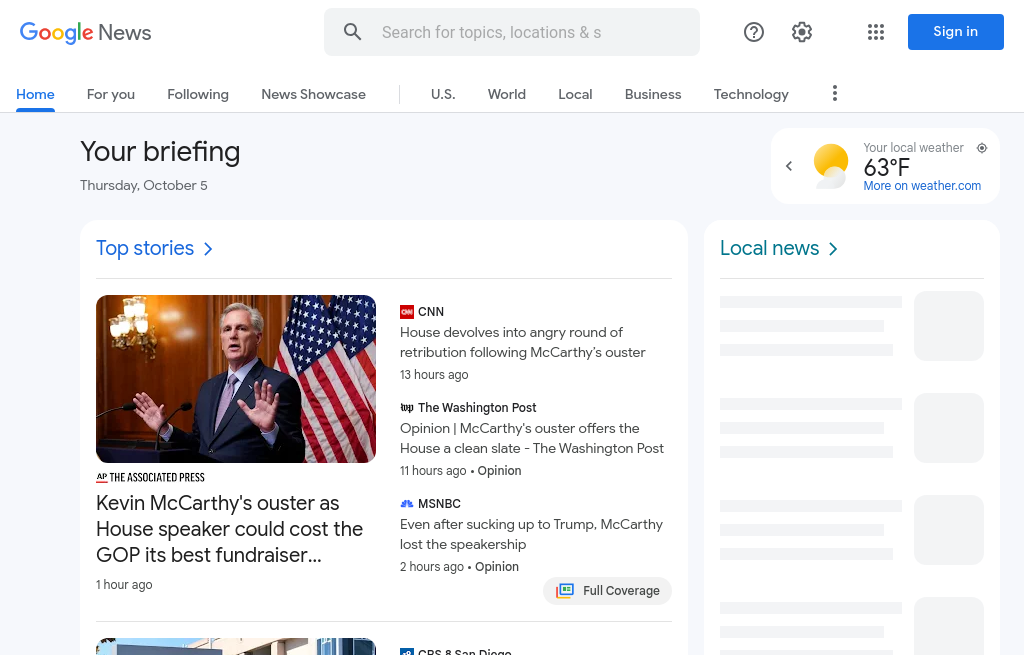 Google News
Search for topics, locations & s
Sign in
Home
For you
Following
News Showcase
U.S.
World
Local
Business
Technology
Your briefing
Thursday, October 5
Your local weather
63°F
More on weather.com
Top stories
Local news
AP THE ASSOCIATED PRESS
Kevin McCarthy's ouster as
House speaker could cost the
GOP its best fundraiser...
1 hour ago
CNN CNN
House devolves into angry round of
retribution following McCarthy's ouster
13 hours ago
wp The Washington Post
Opinion | McCarthy's ouster offers the
House a clean slate - The Washington Post
11 hours ago • Opinion
MSNBC
Even after sucking up to Trump, McCarthy
lost the speakership
2 hours ago • Opinion
Full Coverage
CBS 8 San Diego